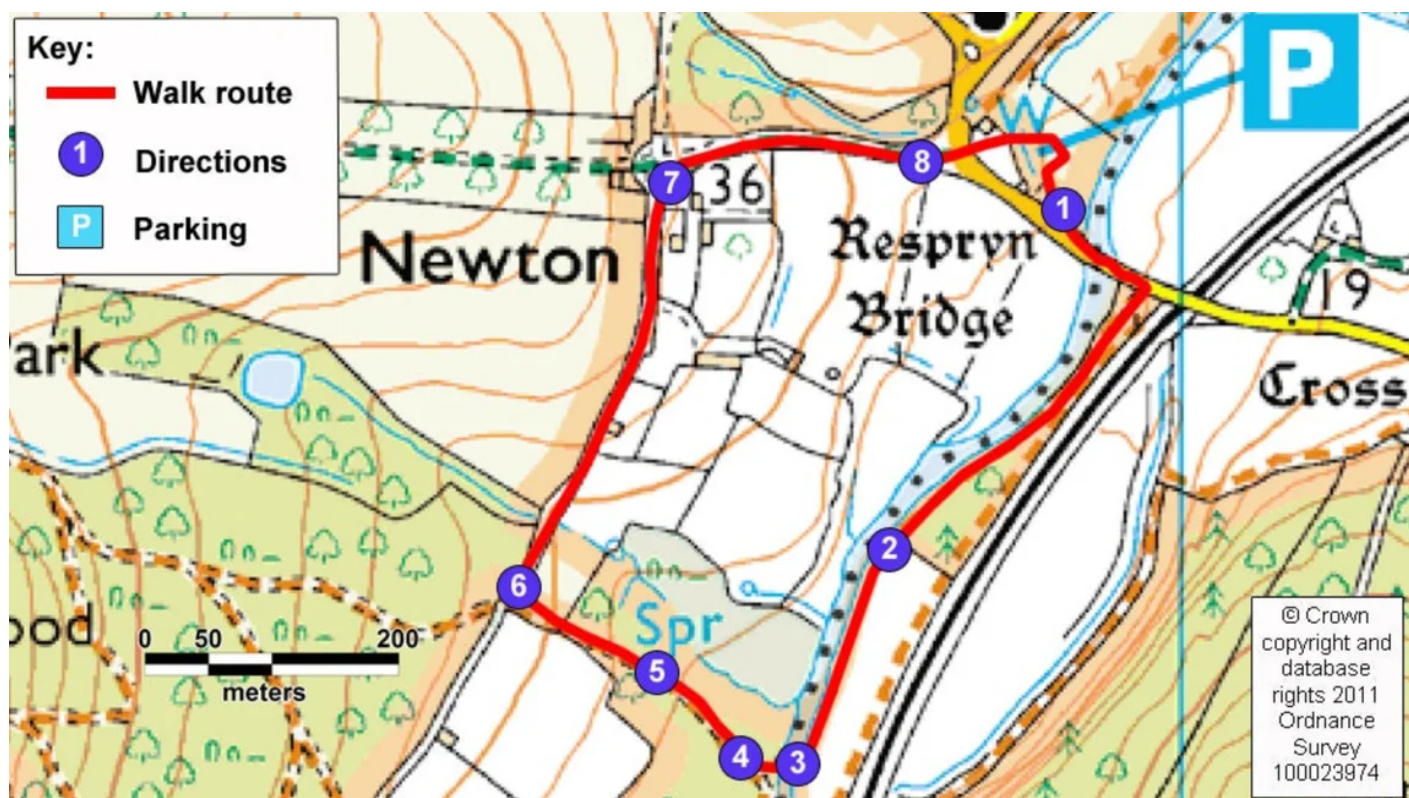 Key:
Walk route
1
Directions
P
Parking
P
W
1
8
7
36
Newton
Respryn
Bridge
19
ark
Cross
2
6
Spr
5
4
3
ood
0 50 200
meters
© Crown
copyright and
database
rights 2011
Ordnance
Survey
100023974